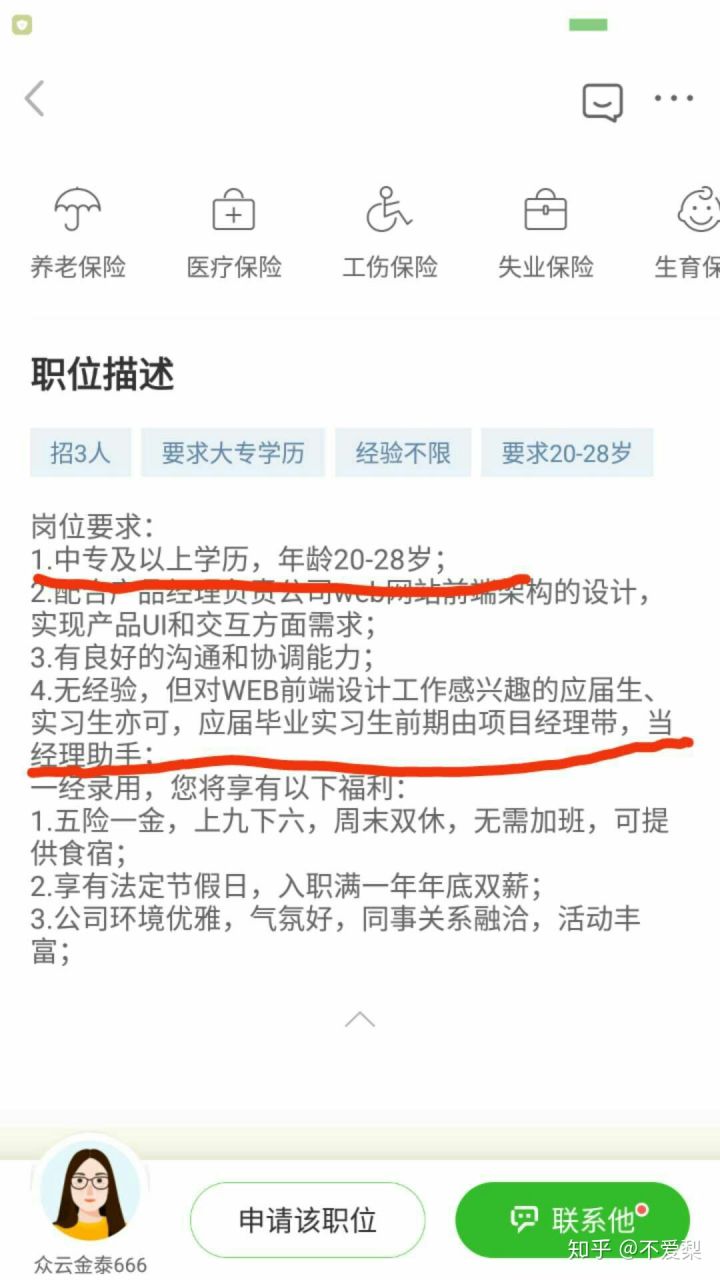 养老保险 医疗保险 工伤保险 失业保险 生育保
职位描述
招3人 要求大专学历 经验不限 要求20-28岁
岗位要求：
1.中专及以上学历，年龄20-28岁；
2.配合产品经理负责公司web网站前端架构的设计，
实现产品UI和交互方面需求；
3.有良好的沟通和协调能力；
4.无经验，但对WEB前端设计工作感兴趣的应届生、
实习生亦可，应届毕业实习生前期由项目经理带，当
经理助手；
一经录用，您将享有以下福利：
1.五险一金，上九下六，周末双休，无需加班，可提
供食宿；
2.享有法定节假日，入职满一年年底双薪；
3.公司环境优雅，气氛好，同事关系融洽，活动丰
富；
众云金泰666
申请该职位
联系他
知乎 @不爱梨